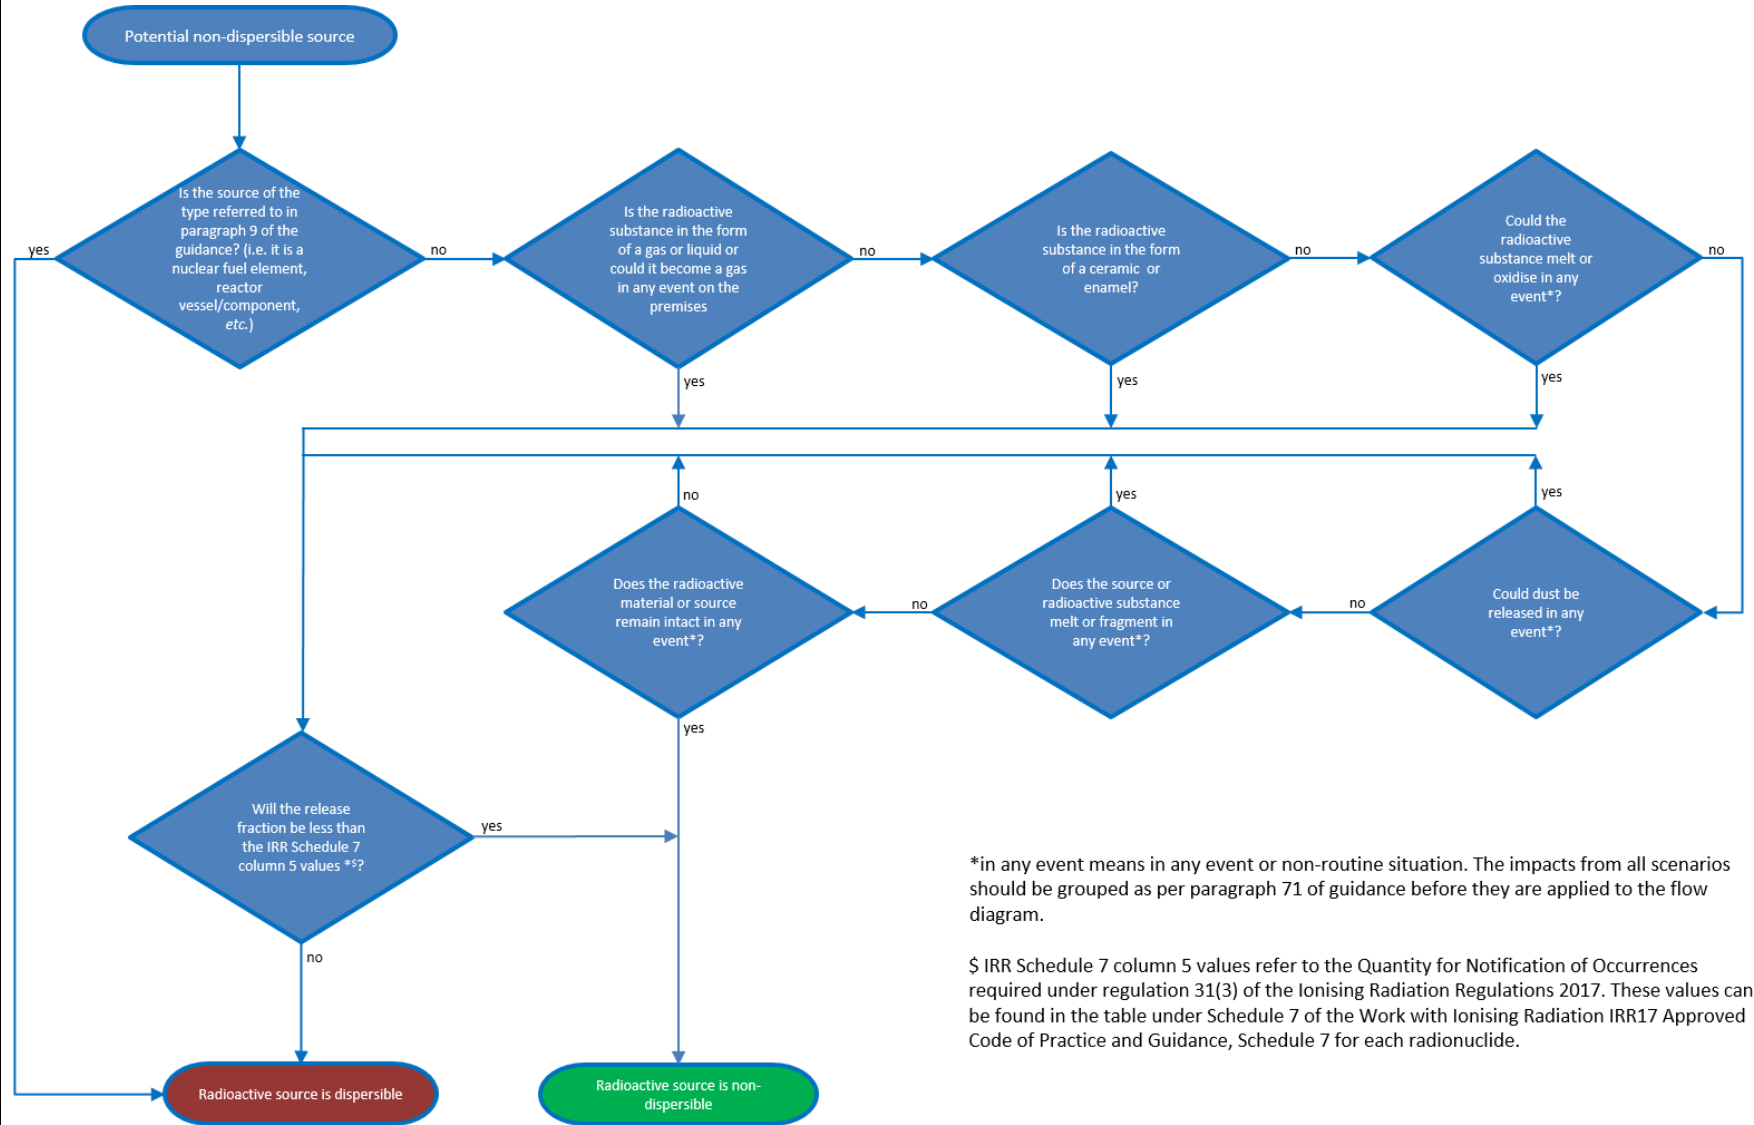 Potential non-dispersible source
Is the source of the
type referred to in
paragraph 9 of the
guidance? (i.e. it is a
nuclear fuel element,
reactor
vessel/component,
etc.)
yes
no
Is the radioactive
substance in the form
of a gas or liquid or
could it become a gas
in any event on the
premises
no
yes
Is the radioactive
substance in the form
of a ceramic or
enamel?
no
yes
Could the
radioactive
substance melt or
oxidise in any
event*?
no
yes
Could dust be
released in any
event*?
yes
no
Does the source or
radioactive substance
melt or fragment in
any event*?
yes
no
Does the radioactive
material or source
remain intact in any
event*?
no
yes
Will the release
fraction be less than
the IRR Schedule 7
column 5 values *$?
yes
no
Radioactive source is dispersible
Radioactive source is non-
dispersible
*in any event means in any event or non-routine situation. The impacts from all scenarios
should be grouped as per paragraph 71 of guidance before they are applied to the flow
diagram.
$ IRR Schedule 7 column 5 values refer to the Quantity for Notification of Occurrences
required under regulation 31(3) of the Ionising Radiation Regulations 2017. These values can
be found in the table under Schedule 7 of the Work with Ionising Radiation IRR17 Approved
Code of Practice and Guidance, Schedule 7 for each radionuclide.